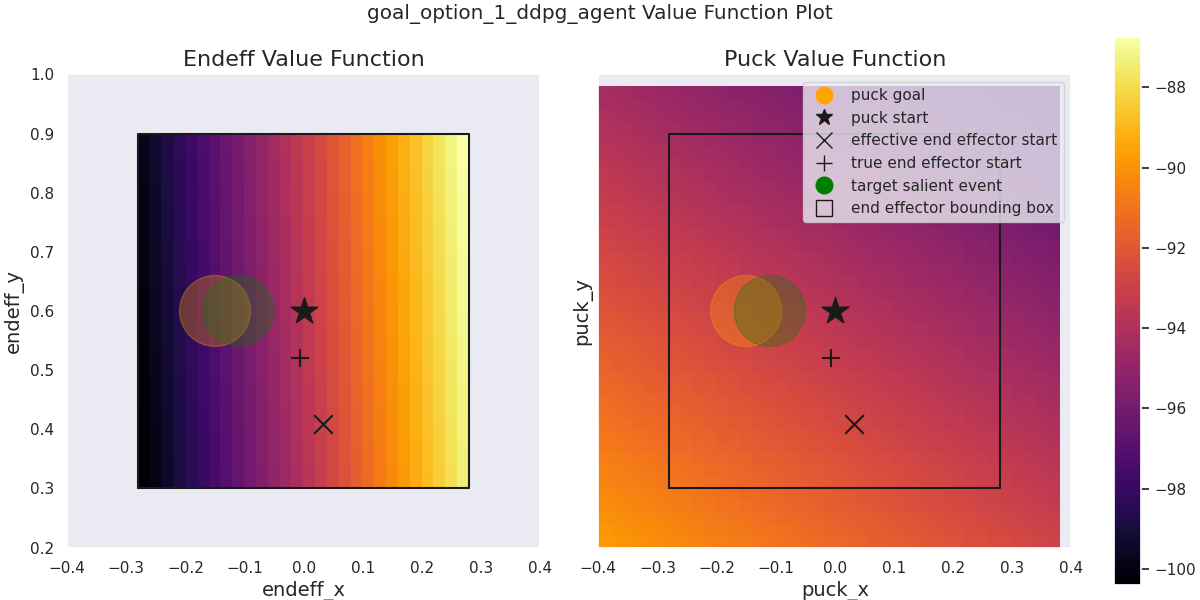 goal_option_1_ddpg_agent Value Function Plot
Endeff Value Function
1.0
0.9
0.8
0.7
0.6
0.5
0.4
0.3
0.2
endeff_y
−0.4 −0.3 −0.2 −0.1 0.0 0.1 0.2 0.3 0.4
endeff_x
Puck Value Function
puck goal
puck start
effective end effector start
true end effector start
target salient event
end effector bounding box
puck_y
−0.4 −0.3 −0.2 −0.1 0.0 0.1 0.2 0.3 0.4
puck_x
−88
−90
−92
−94
−96
−98
−100